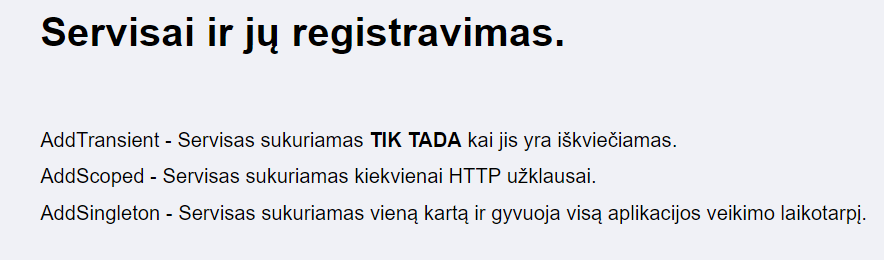 Servisai ir jų registravimas.
AddTransient - Servisas sukuriamas TIK TADA kai jis yra iškviečiamas.
AddScoped - Servisas sukuriamas kiekvienai HTTP užklausai.
AddSingleton - Servisas sukuriamas vieną kartą ir gyvuoja visą aplikacijos veikimo laikotarpį.